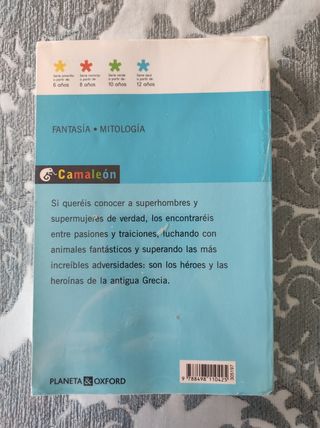 Serie amarilla a partir de 6 años
Serie naranja a partir de 8 años
Serie verde a partir de 10 años
Serie azul a partir de 12 años
FANTASÍA • MITOLOGÍA
Camaleón
Si queréis conocer a superhombres y
supermujeres de verdad, los encontraréis
entre pasiones y traiciones, luchando con
animales fantásticos y superando las más
increíbles adversidades: son los héroes y las
heroínas de la antigua Grecia.
PLANETA & OXFORD
9 788498 110425